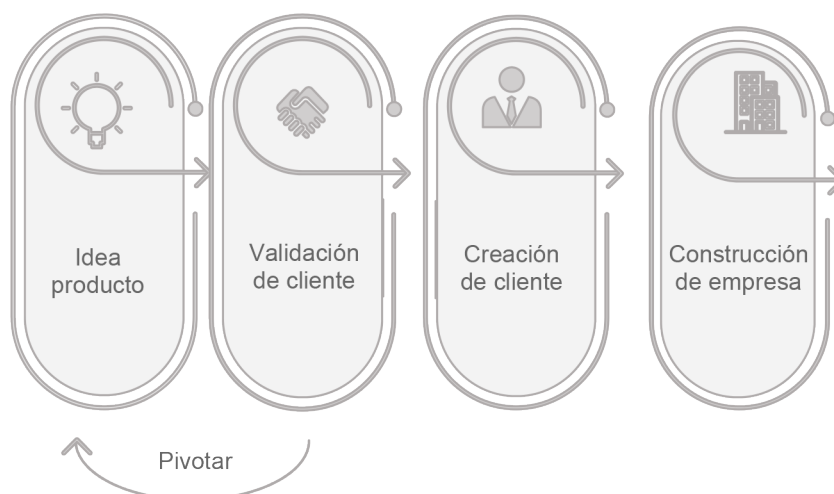 Idea
producto
Validación
de cliente
Creación
de cliente
Construcción
de empresa
Pivotar